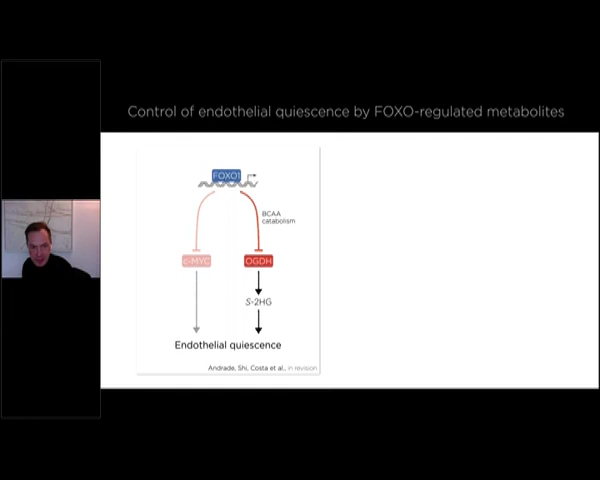 Control of endothelial quiescence by FOXO-regulated metabolites
FOXO1
BCAA
catabolism
c-MYC
OGDH
S-2HG
Endothelial quiescence
Andrade, Shi, Costa et al., in revision